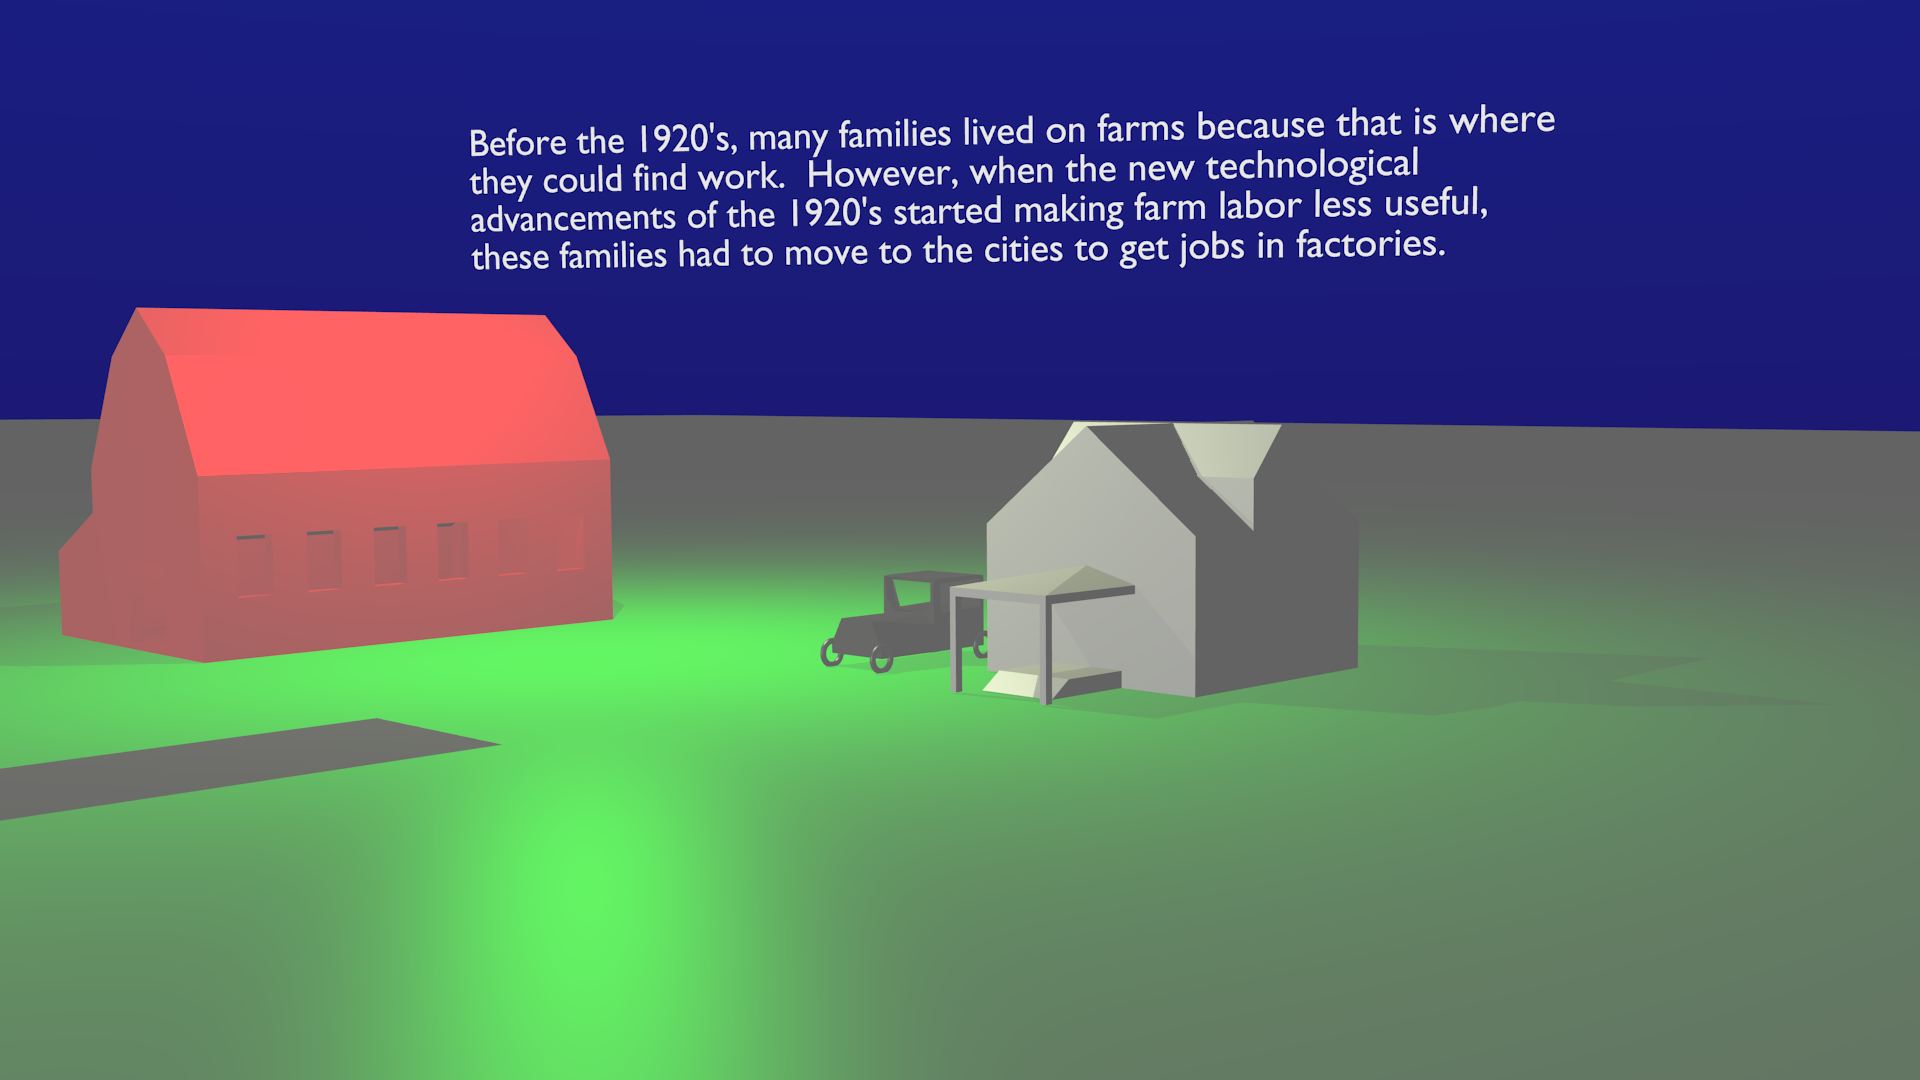 Before the 1920's, many families lived on farms because that is where
they could find work.  However, when the new technological
advancements of the 1920's started making farm labor less useful,
these families had to move to the cities to get jobs in factories.